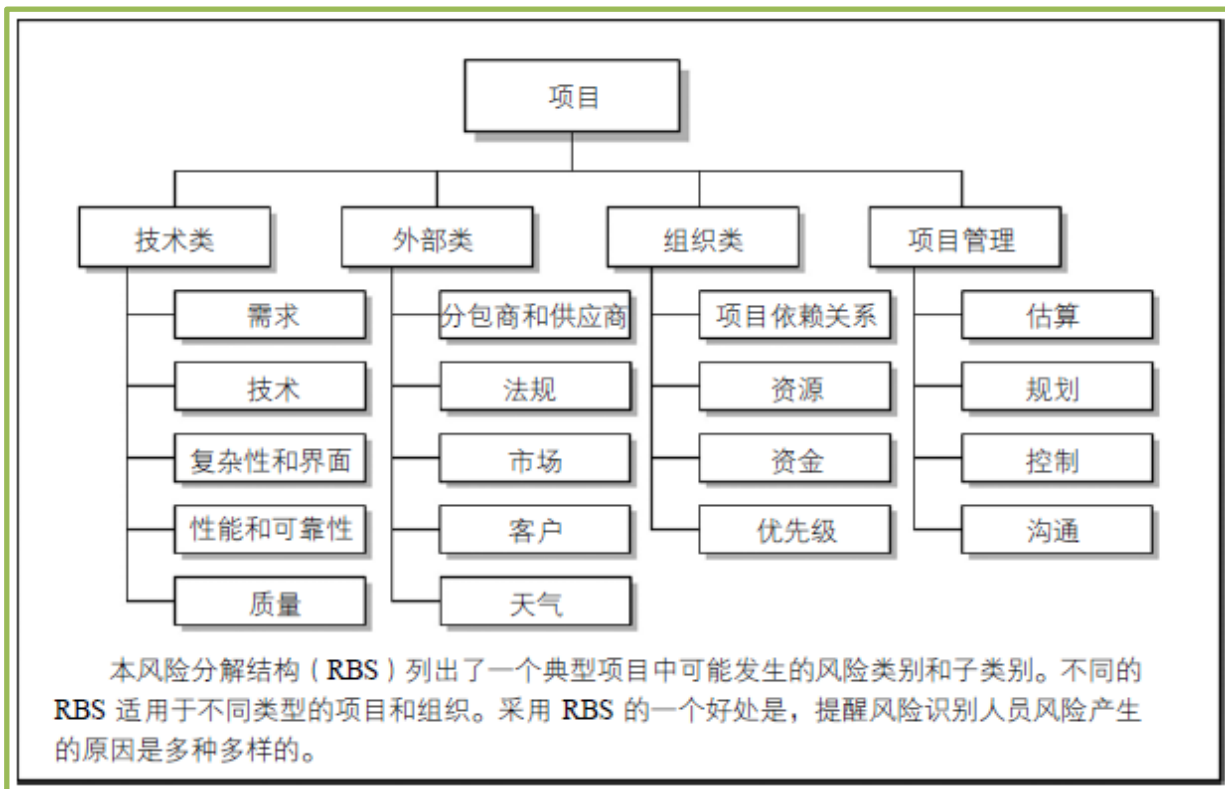 项目
技术类
外部类
组织类
项目管理
需求
分包商和供应商
项目依赖关系
估算
技术
法规
资源
规划
复杂性和界面
市场
资金
控制
性能和可靠性
客户
优先级
沟通
质量
天气
本风险分解结构（RBS）列出了一个典型项目中可能发生的风险类别和子类别。不同的
RBS 适用于不同类型的项目和组织。采用 RBS 的一个好处是，提醒风险识别人员风险产生
的原因是多种多样的。